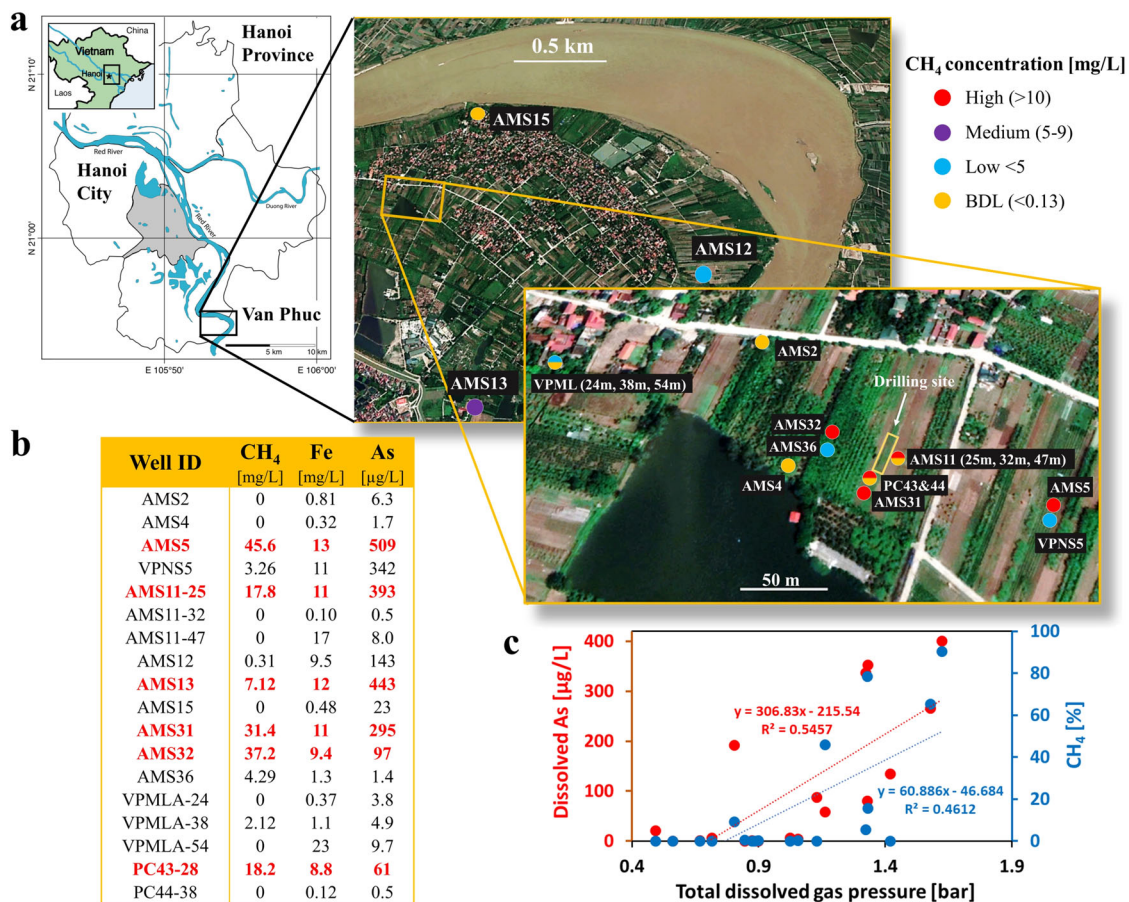 a
Hanoi
Province
Vietnam
Hanoi
Laos
N 21°10'
N 21°00'
Red River
Hanoi
City
Red River
Duong River
Van Phuc
5 km 10 km
E 105°50' E 106°00'
0.5 km
AMS15
AMS12
AMS13
CH₄ concentration [mg/L]
High (>10)
Medium (5-9)
Low <5
BDL (<0.13)
AMS2
VPML (24m, 38m, 54m)
Drilling site
AMS32
AMS36
AMS11 (25m, 32m, 47m)
AMS4
PC43&44
AMS31
AMS5
VPNS5
50 m
b
Well ID CH₄ [mg/L] Fe [mg/L] As [µg/L]
AMS2 0 0.81 6.3
AMS4 0 0.32 1.7
AMS5 45.6 13 509
VPNS5 3.26 11 342
AMS11-25 17.8 11 393
AMS11-32 0 0.10 0.5
AMS11-47 0 17 8.0
AMS12 0.31 9.5 143
AMS13 7.12 12 443
AMS15 0 0.48 23
AMS31 31.4 11 295
AMS32 37.2 9.4 97
AMS36 4.29 1.3 1.4
VPMLA-24 0 0.37 3.8
VPMLA-38 2.12 1.1 4.9
VPMLA-54 0 23 9.7
PC43-28 18.2 8.8 61
PC44-38 0 0.12 0.5
c
Dissolved As [µg/L]
400
300
200
100
0
y = 306.83x - 215.54
R² = 0.5457
y = 60.886x - 46.684
R² = 0.4612
100
80
60
40
20
0
CH₄ [%]
0.4 0.9 1.4 1.9
Total dissolved gas pressure [bar]